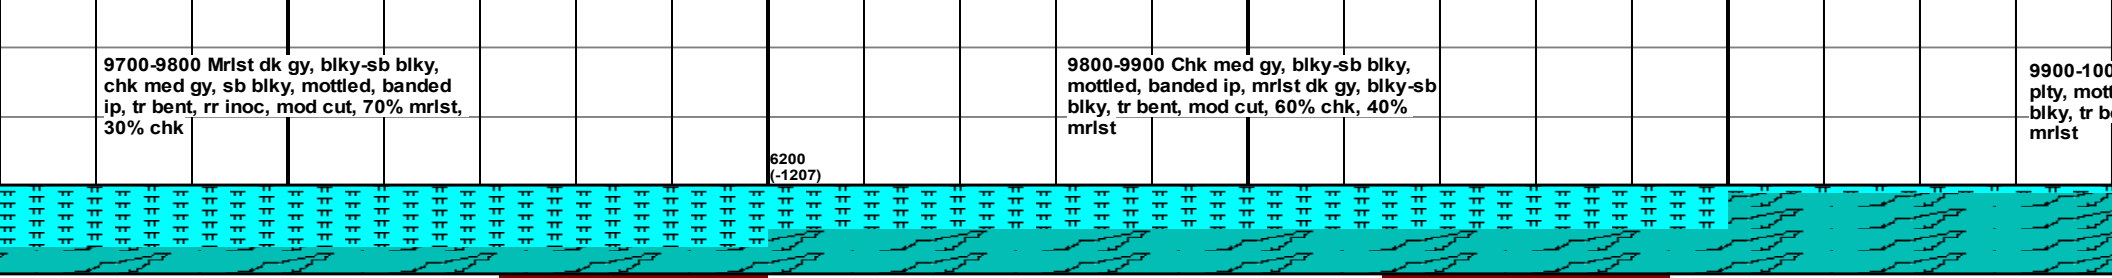 9700-9800 Mrlst dk gy, blky-sb blky,
chk med gy, sb blky, mottled, banded
ip, tr bent, rr inoc, mod cut, 70% mrlst,
30% chk
6200
(-1207)
9800-9900 Chk med gy, blky-sb blky,
mottled, banded ip, mrlst dk gy, blky-sb
blky, tr bent, mod cut, 60% chk, 40%
mrlst
9900-100
plty, mott
blky, tr b
mrlst